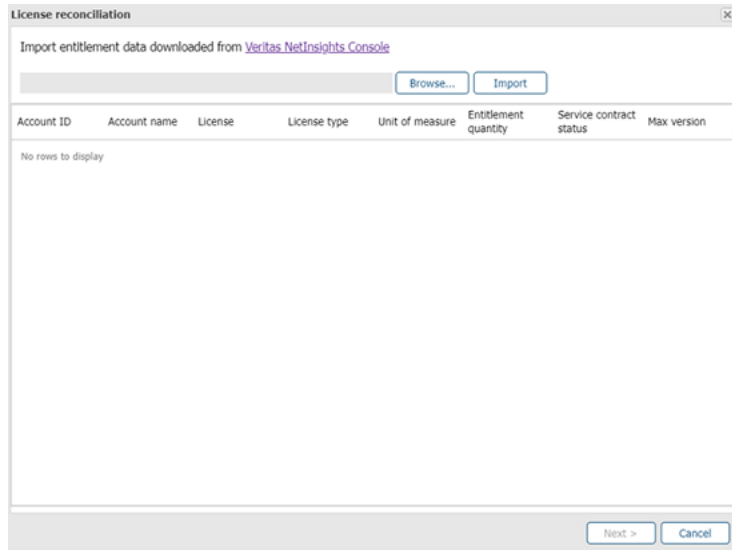 License reconciliation
Import entitlement data downloaded from Veritas NetInsights Console
Browse... Import
Account ID Account name License License type Unit of measure Entitlement quantity Service contract status Max version
No rows to display
Next > Cancel